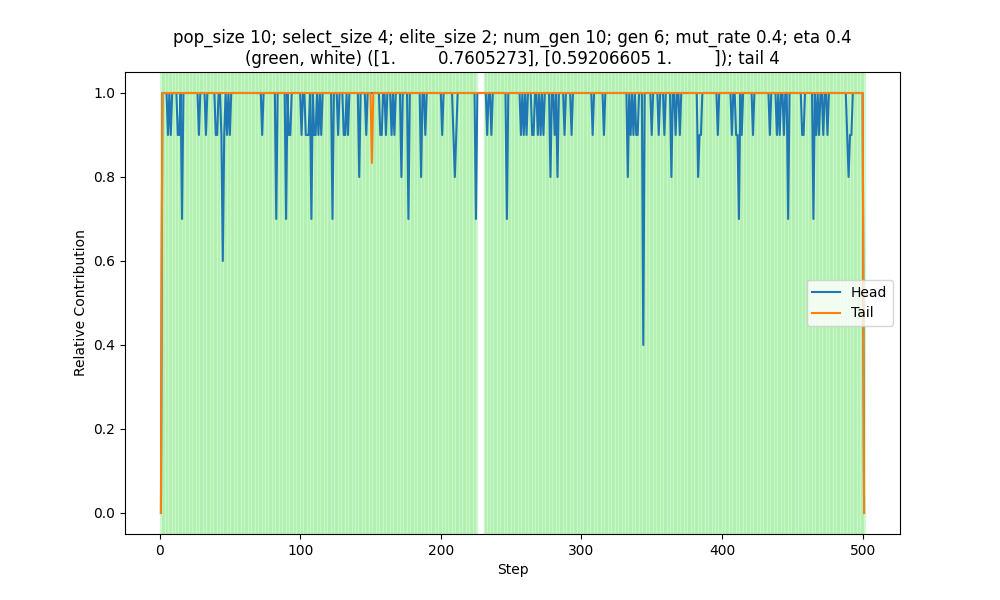 pop_size 10; select_size 4; elite_size 2; num_gen 10; gen 6; mut_rate 0.4; eta 0.4
(green, white) ([1.        0.7605273], [0.59206605 1.        ]); tail 4
1.0
0.8
0.6
0.4
0.2
0.0
Relative Contribution
Head
Tail
0
100
200
300
400
500
Step